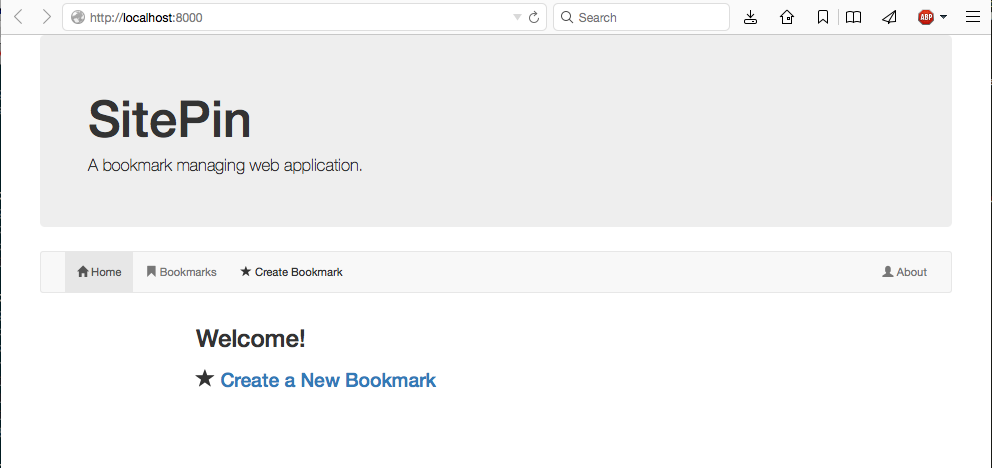 http://localhost:8000 Search ABP
SitePin
A bookmark managing web application.
Home Bookmarks Create Bookmark About
Welcome!
Create a New Bookmark